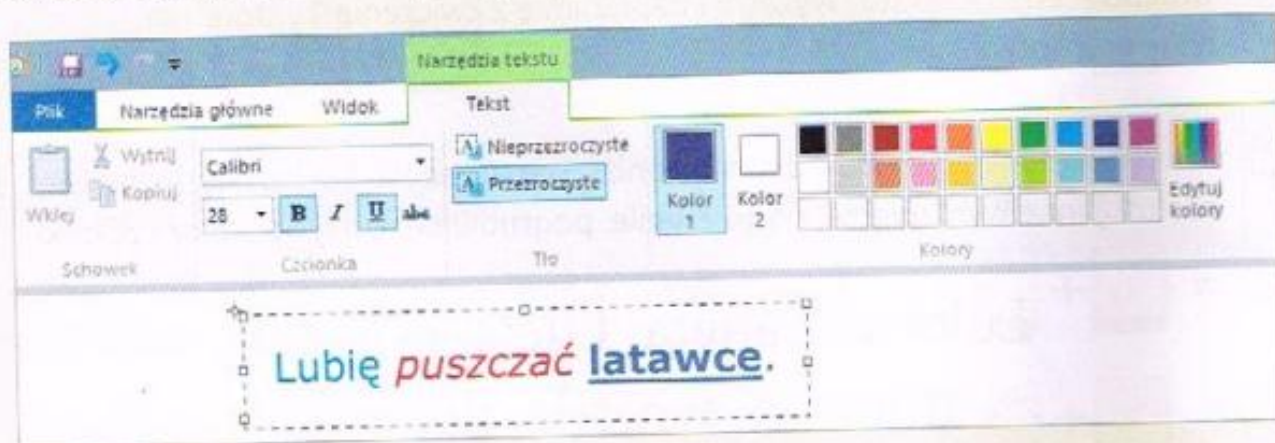 Narzędzia tekstu
Plik Narzędzia główne Widok Tekst
Wklej
Wytnij
Kopiuj
Schowek
Calibri
28 B I U abc
Czcionka
Nieprzezroczyste
Przezroczyste
Tło
Kolor 1
Kolor 2
Edytuj kolory
Kolory
Lubię puszczać latawce.